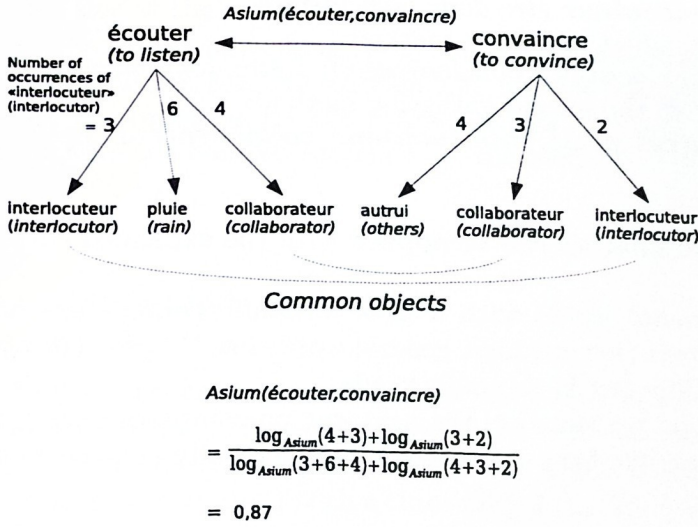 Asium(écouter,convaincre)
écouter
(to listen)
convaincre
(to convince)
Number of
occurrences of
«interlocuteur»
(interlocutor)
= 3
6
4
4
3
2
interlocuteur
(interlocutor)
pluie
(rain)
collaborateur
(collaborator)
autrui
(others)
collaborateur
(collaborator)
interlocuteur
(interlocutor)
Common objects
Asium(écouter,convaincre)
= log_Asium(4+3)+log_Asium(3+2)
log_Asium(3+6+4)+log_Asium(4+3+2)
= 0,87